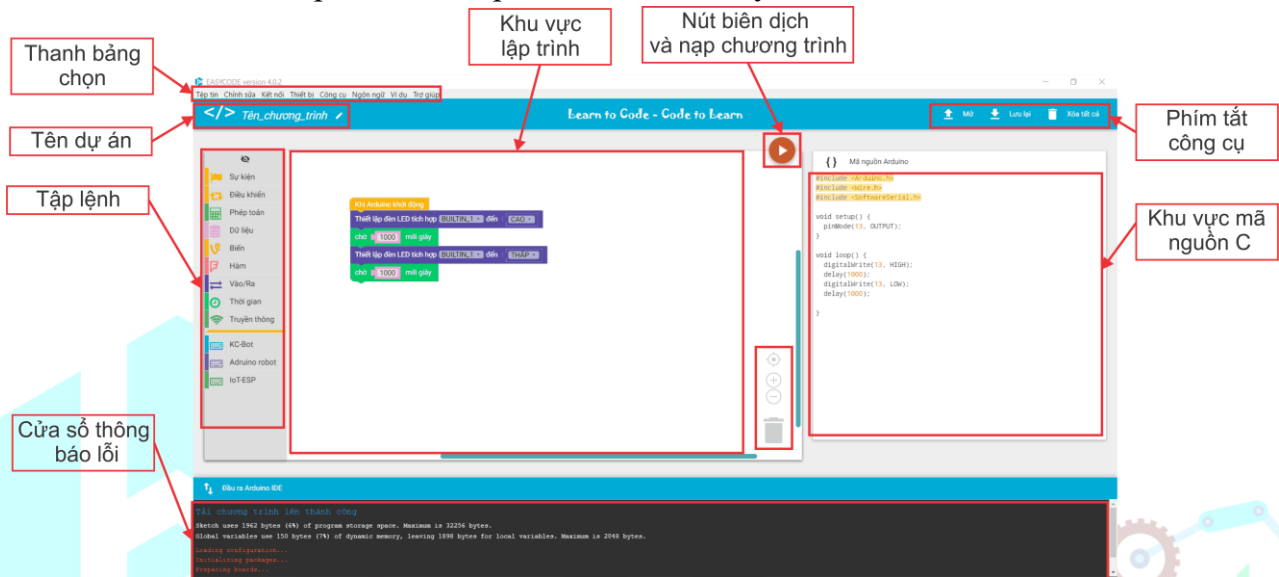 Khu vực
lập trình
Nút biên dịch
và nạp chương trình
Thanh bảng
chọn
Tên dự án
Tập lệnh
Cửa sổ thông
báo lỗi
Phím tắt
công cụ
Khu vực mã
nguồn C
EASYCODE version 4.0.2
Tệp tin Chỉnh sửa Kết nối Thiết bị Công cụ Ngôn ngữ Ví dụ Trợ giúp
</> Tên_chương_trình
Learn to Code - Code to Learn
Mở Lưu lại Xóa tất cả
Sự kiện
Điều khiển
Phép toán
Dữ liệu
Biến
Hàm
Vào/Ra
Thời gian
Truyền thông
KC-Bot
Adruino robot
IoT-ESP
Khi Arduino khởi động
Thiết lập đèn LED tích hợp BUILTIN_1 đến CAO
chờ 1000 mili giây
Thiết lập đèn LED tích hợp BUILTIN_1 đến THẤP
chờ 1000 mili giây
{ } Mã nguồn Arduino
#include <Arduino.h>
#include <Wire.h>
#include <SoftwareSerial.h>
void setup() {
pinMode(13, OUTPUT);
}
void loop() {
digitalWrite(13, HIGH);
delay(1000);
digitalWrite(13, LOW);
delay(1000);
}
Đầu ra Arduino IDE
Tải chương trình lên thành công
Sketch uses 1962 bytes (6%) of program storage space. Maximum is 32256 bytes.
Global variables use 150 bytes (7%) of dynamic memory, leaving 1898 bytes for local variables. Maximum is 2048 bytes.
Loading configuration...
Initializing packages...
Preparing boards...